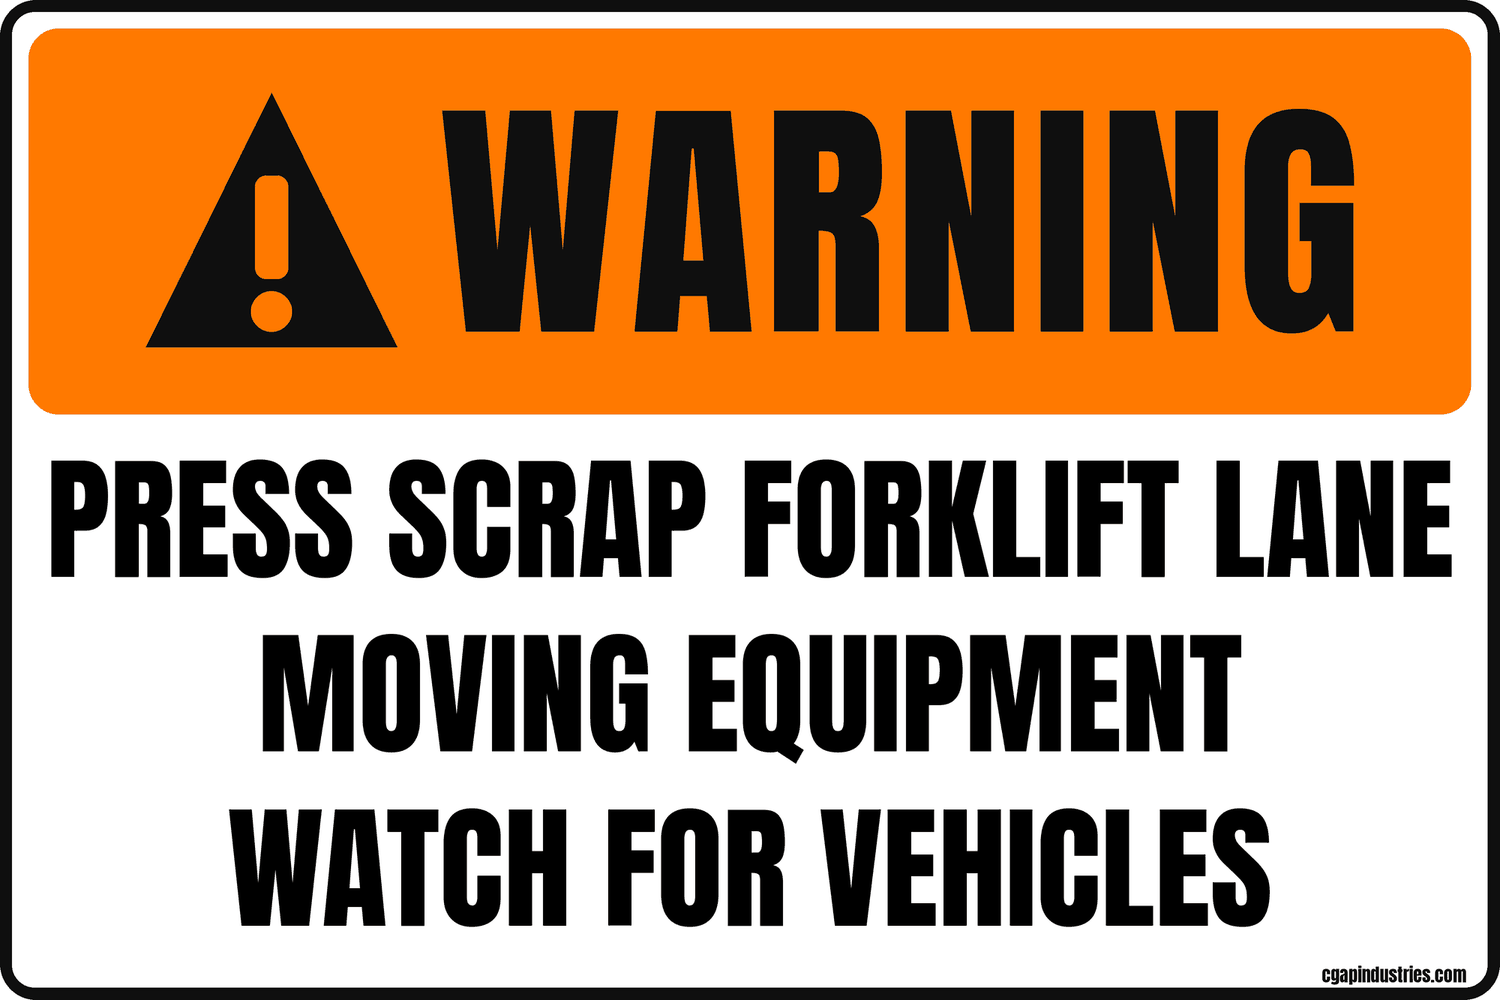 WARNING
PRESS SCRAP FORKLIFT LANE
MOVING EQUIPMENT
WATCH FOR VEHICLES
cgapindustries.com